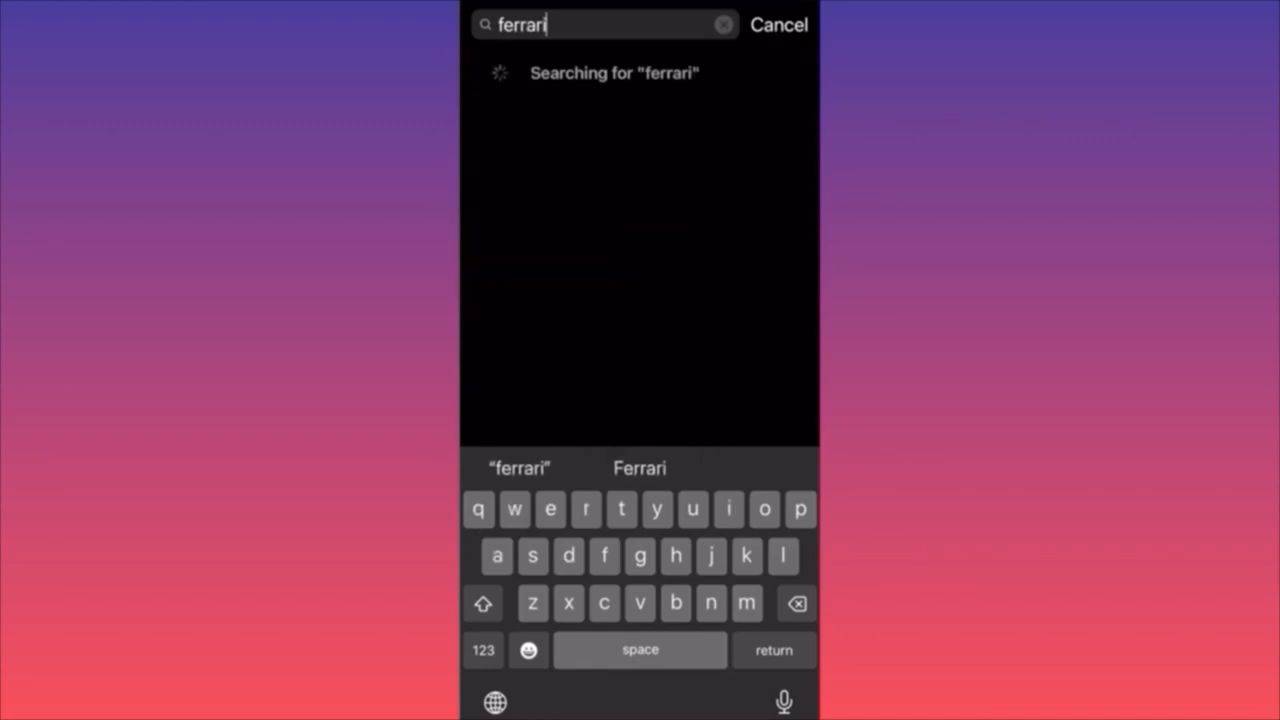 ferrari Cancel
Searching for "ferrari"
“ferrari” Ferrari
q w e r t y u i o p
a s d f g h j k l
z x c v b n m
123 space return